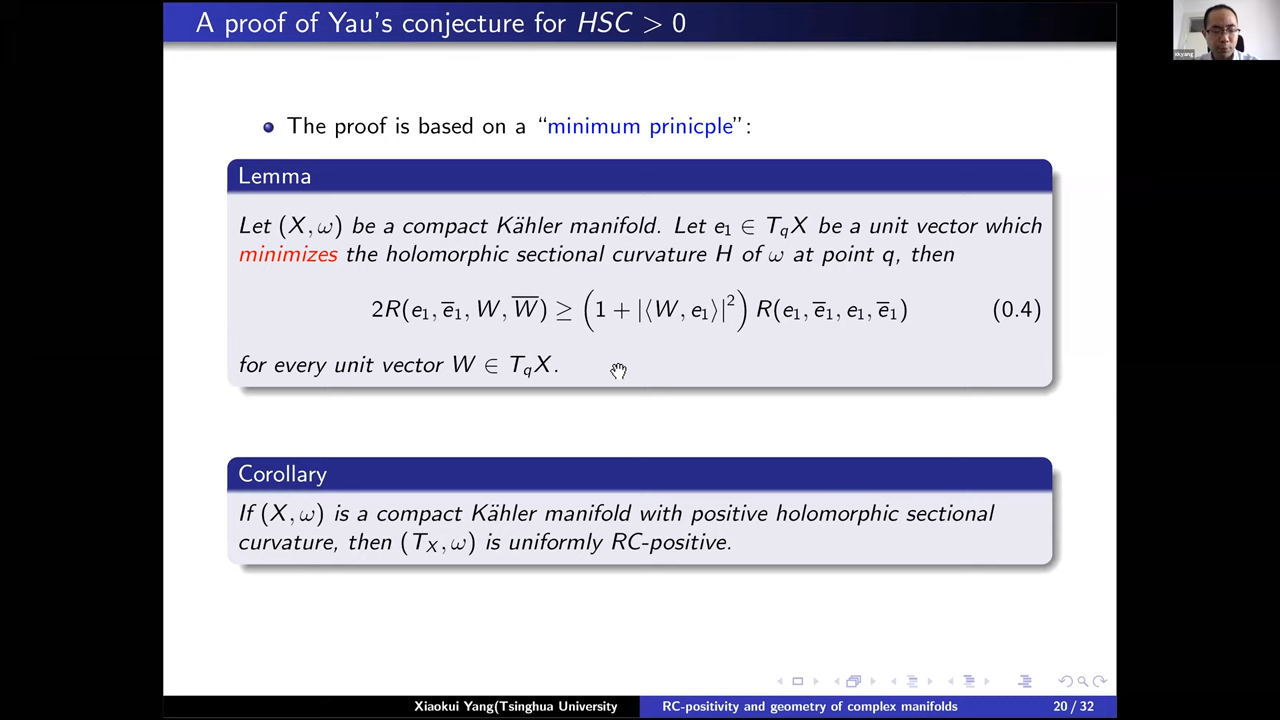 A proof of Yau's conjecture for HSC > 0
xkyang
The proof is based on a “minimum prinicple”:
Lemma
Let (X, ω) be a compact Kähler manifold. Let e₁ ∈ T_qX be a unit vector which
minimizes the holomorphic sectional curvature H of ω at point q, then
2R(e₁, e̅₁, W, W̅) ≥ (1 + |⟨W, e₁⟩|²) R(e₁, e̅₁, e₁, e̅₁) (0.4)
for every unit vector W ∈ T_qX.
Corollary
If (X, ω) is a compact Kähler manifold with positive holomorphic sectional
curvature, then (T_X, ω) is uniformly RC-positive.
Xiaokui Yang(Tsinghua University RC-positivity and geometry of complex manifolds 20 / 32